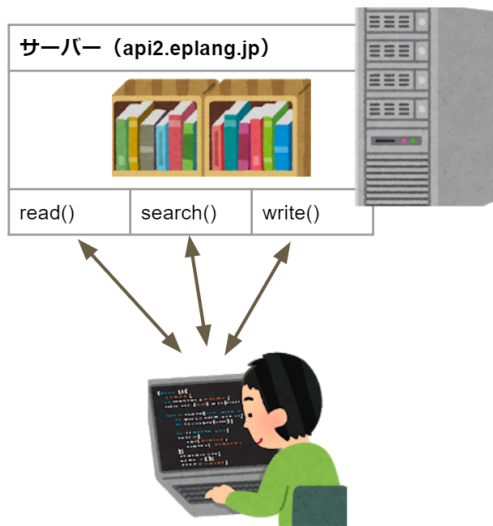 サーバー（api2.eplang.jp）
read()
search()
write()